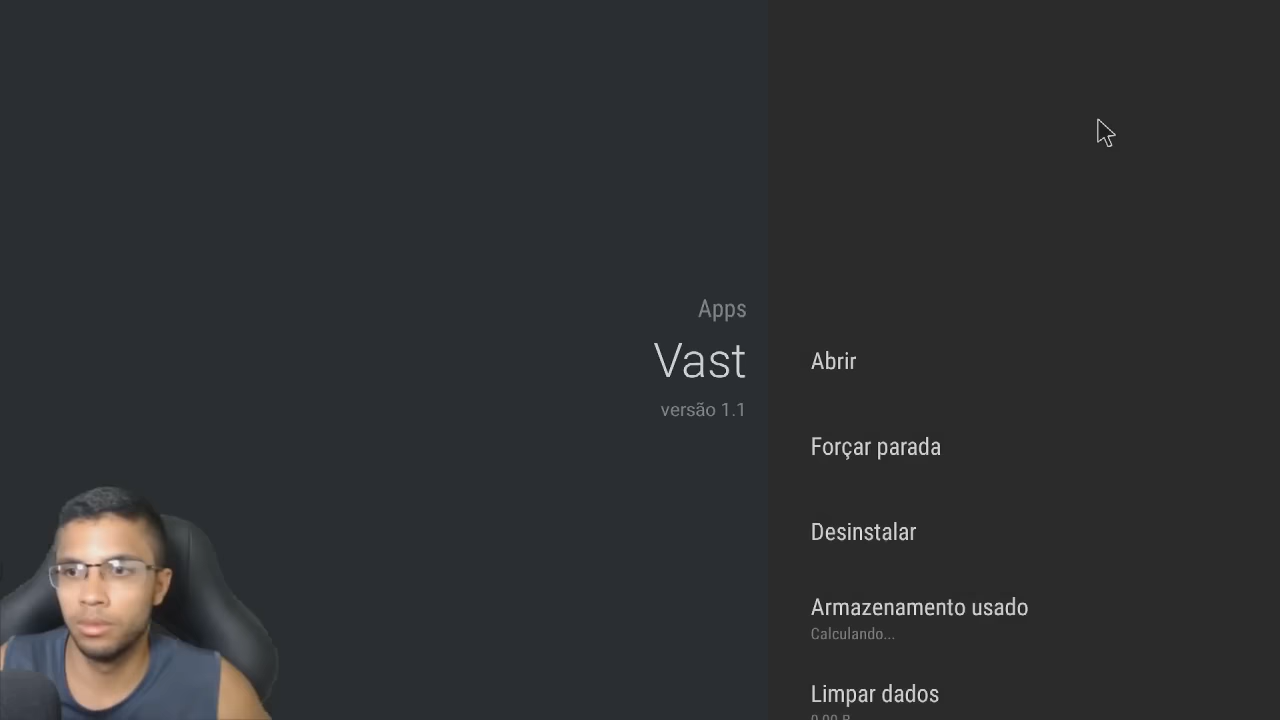 Apps
Vast
versão 1.1
Abrir
Forçar parada
Desinstalar
Armazenamento usado
Calculando...
Limpar dados